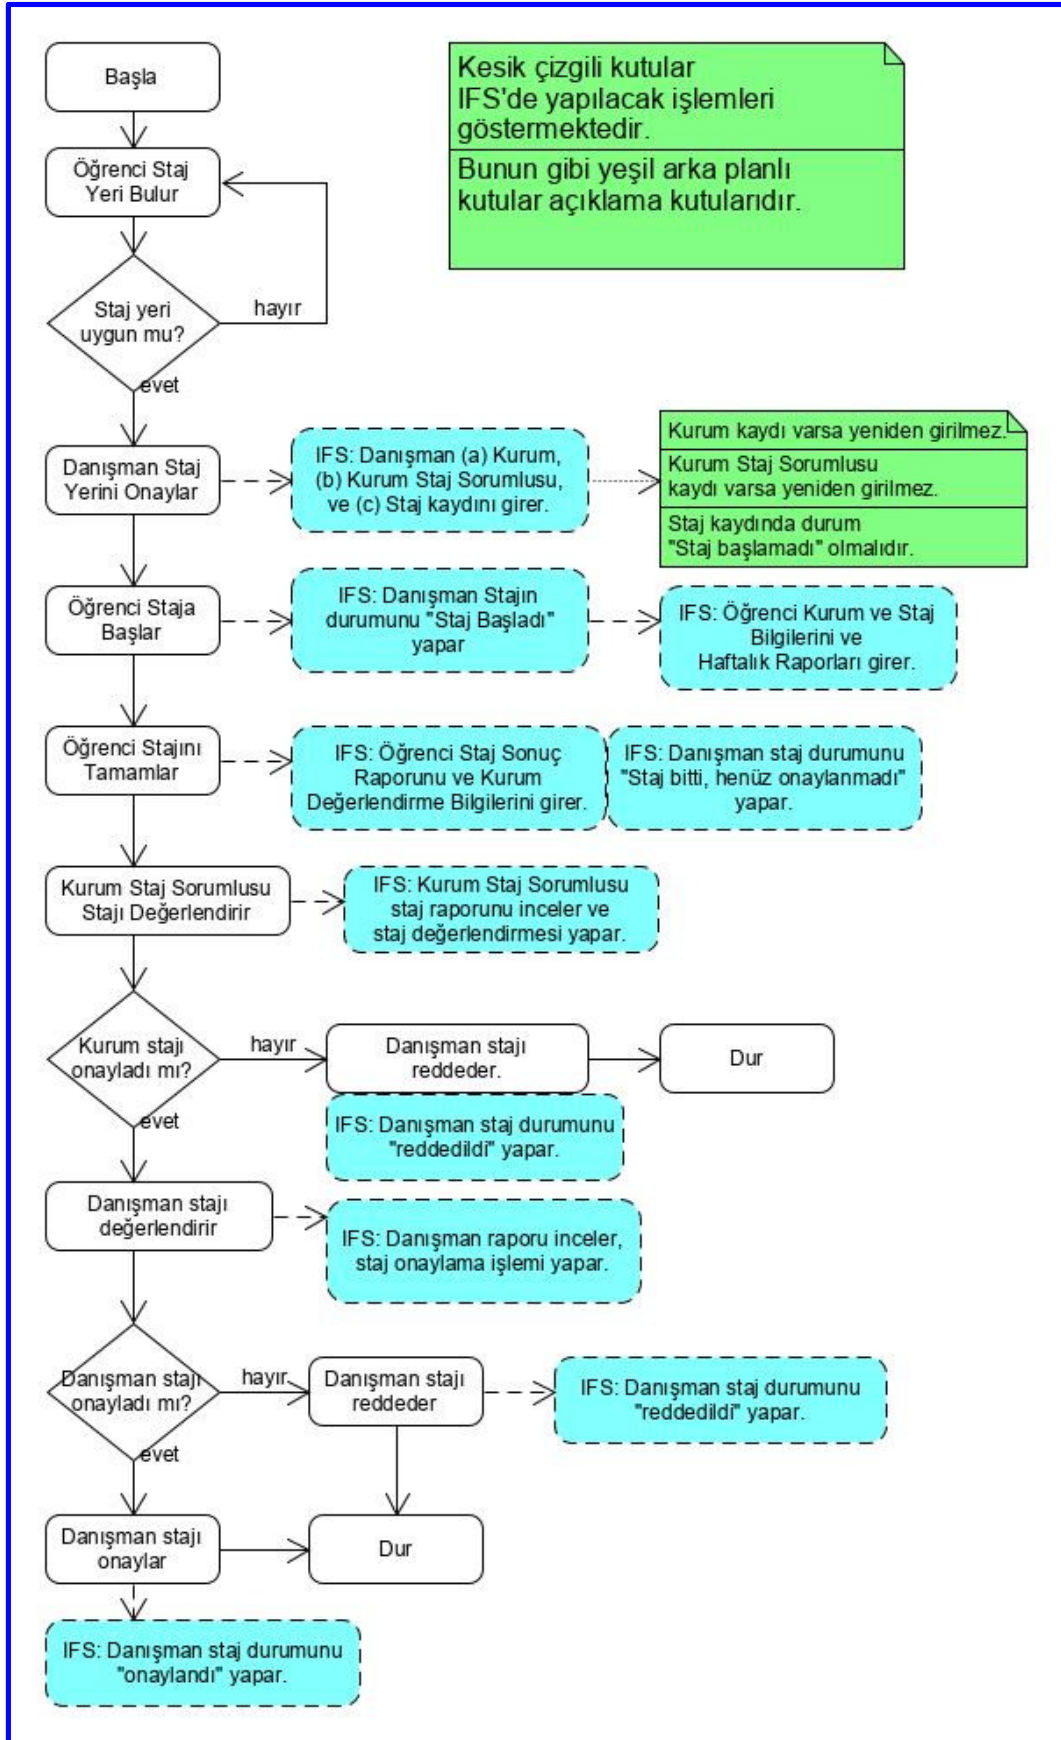 Başla
Kesik çizgili kutular
IFS'de yapılacak işlemleri
göstermektedir.
Bunun gibi yeşil arka planlı
kutular açıklama kutularıdır.
Öğrenci Staj
Yeri Bulur
Staj yeri
uygun mu?
hayır
evet
Danışman Staj
Yerini Onaylar
IFS: Danışman (a) Kurum,
(b) Kurum Staj Sorumlusu,
ve (c) Staj kaydını girer.
Kurum kaydı varsa yeniden girilmez.
Kurum Staj Sorumlusu
kaydı varsa yeniden girilmez.
Staj kaydında durum
"Staj başlamadı" olmalıdır.
Öğrenci Staja
Başlar
IFS: Danışman Stajın
durumunu "Staj Başladı"
yapar
IFS: Öğrenci Kurum ve Staj
Bilgilerini ve
Haftalık Raporları girer.
Öğrenci Stajını
Tamamlar
IFS: Öğrenci Staj Sonuç
Raporunu ve Kurum
Değerlendirme Bilgilerini girer.
IFS: Danışman staj durumunu
"Staj bitti, henüz onaylanmadı"
yapar.
Kurum Staj Sorumlusu
Stajı Değerlendirir
IFS: Kurum Staj Sorumlusu
staj raporunu inceler ve
staj değerlendirmesi yapar.
Kurum stajı
onayladı mı?
hayır
Danışman stajı
reddeder.
Dur
evet
IFS: Danışman staj durumunu
"reddedildi" yapar.
Danışman stajı
değerlendirir
IFS: Danışman raporu inceler,
staj onaylama işlemi yapar.
Danışman stajı
onayladı mı?
hayır
Danışman stajı
reddeder
IFS: Danışman staj durumunu
"reddedildi" yapar.
evet
Danışman stajı
onaylar
Dur
IFS: Danışman staj durumunu
"onaylandı" yapar.